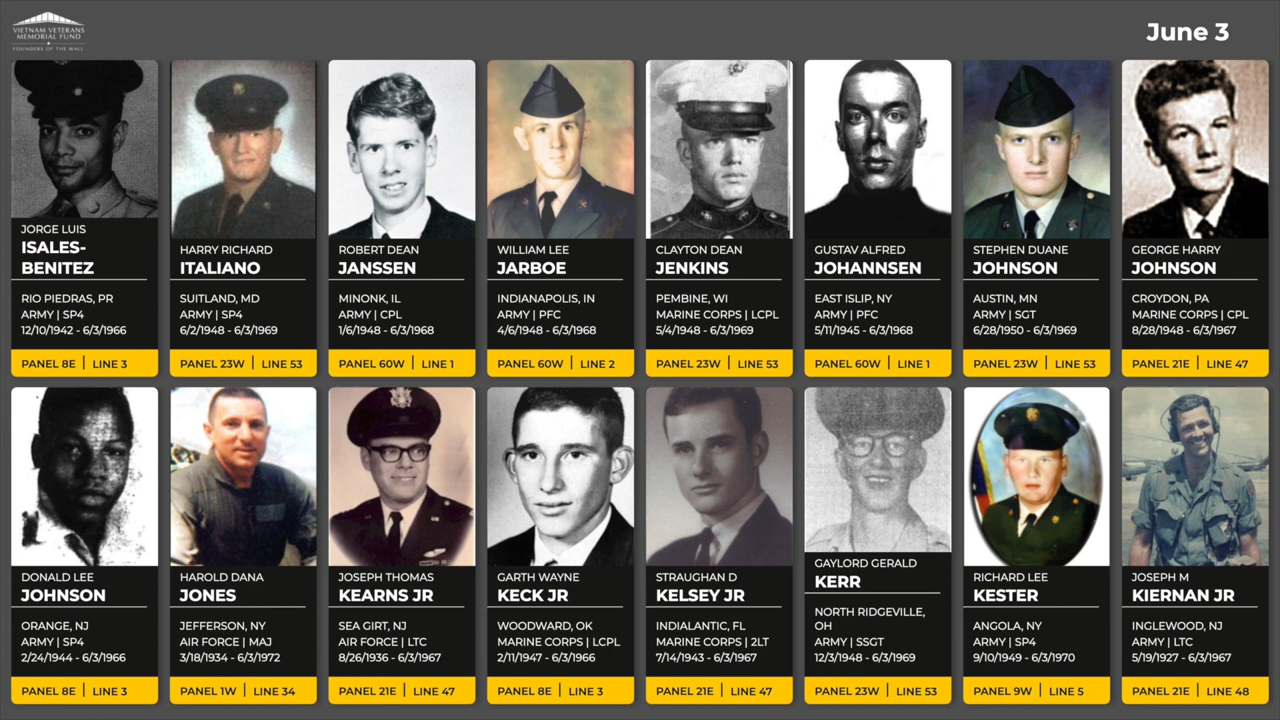 VIETNAM VETERANS
MEMORIAL FUND
FOUNDERS OF THE WALL
June 3
JORGE LUIS
ISALES-
BENITEZ
RIO PIEDRAS, PR
ARMY | SP4
12/10/1942 - 6/3/1966
PANEL 8E | LINE 3
HARRY RICHARD
ITALIANO
SUITLAND, MD
ARMY | SP4
6/2/1948 - 6/3/1969
PANEL 23W | LINE 53
ROBERT DEAN
JANSSEN
MINONK, IL
ARMY | CPL
1/6/1948 - 6/3/1968
PANEL 60W | LINE 1
WILLIAM LEE
JARBOE
INDIANAPOLIS, IN
ARMY | PFC
4/6/1948 - 6/3/1968
PANEL 60W | LINE 2
CLAYTON DEAN
JENKINS
PEMBINE, WI
MARINE CORPS | LCPL
5/4/1948 - 6/3/1969
PANEL 23W | LINE 53
GUSTAV ALFRED
JOHANNSEN
EAST ISLIP, NY
ARMY | PFC
5/11/1945 - 6/3/1968
PANEL 60W | LINE 1
STEPHEN DUANE
JOHNSON
AUSTIN, MN
ARMY | SGT
6/28/1950 - 6/3/1969
PANEL 23W | LINE 53
GEORGE HARRY
JOHNSON
CROYDON, PA
MARINE CORPS | CPL
8/28/1948 - 6/3/1967
PANEL 21E | LINE 47
DONALD LEE
JOHNSON
ORANGE, NJ
ARMY | SP4
2/24/1944 - 6/3/1966
PANEL 8E | LINE 3
HAROLD DANA
JONES
JEFFERSON, NY
AIR FORCE | MAJ
3/18/1934 - 6/3/1972
PANEL 1W | LINE 34
JOSEPH THOMAS
KEARNS JR
SEA GIRT, NJ
AIR FORCE | LTC
8/26/1936 - 6/3/1967
PANEL 21E | LINE 47
GARTH WAYNE
KECK JR
WOODWARD, OK
MARINE CORPS | LCPL
2/11/1947 - 6/3/1966
PANEL 8E | LINE 3
STRAUGHAN D
KELSEY JR
INDIALANTIC, FL
MARINE CORPS | 2LT
7/14/1943 - 6/3/1967
PANEL 21E | LINE 47
GAYLORD GERALD
KERR
NORTH RIDGEVILLE,
OH
ARMY | SSGT
12/3/1948 - 6/3/1969
PANEL 23W | LINE 53
RICHARD LEE
KESTER
ANGOLA, NY
ARMY | SP4
9/10/1949 - 6/3/1970
PANEL 9W | LINE 5
JOSEPH M
KIERNAN JR
INGLEWOOD, NJ
ARMY | LTC
5/19/1927 - 6/3/1967
PANEL 21E | LINE 48